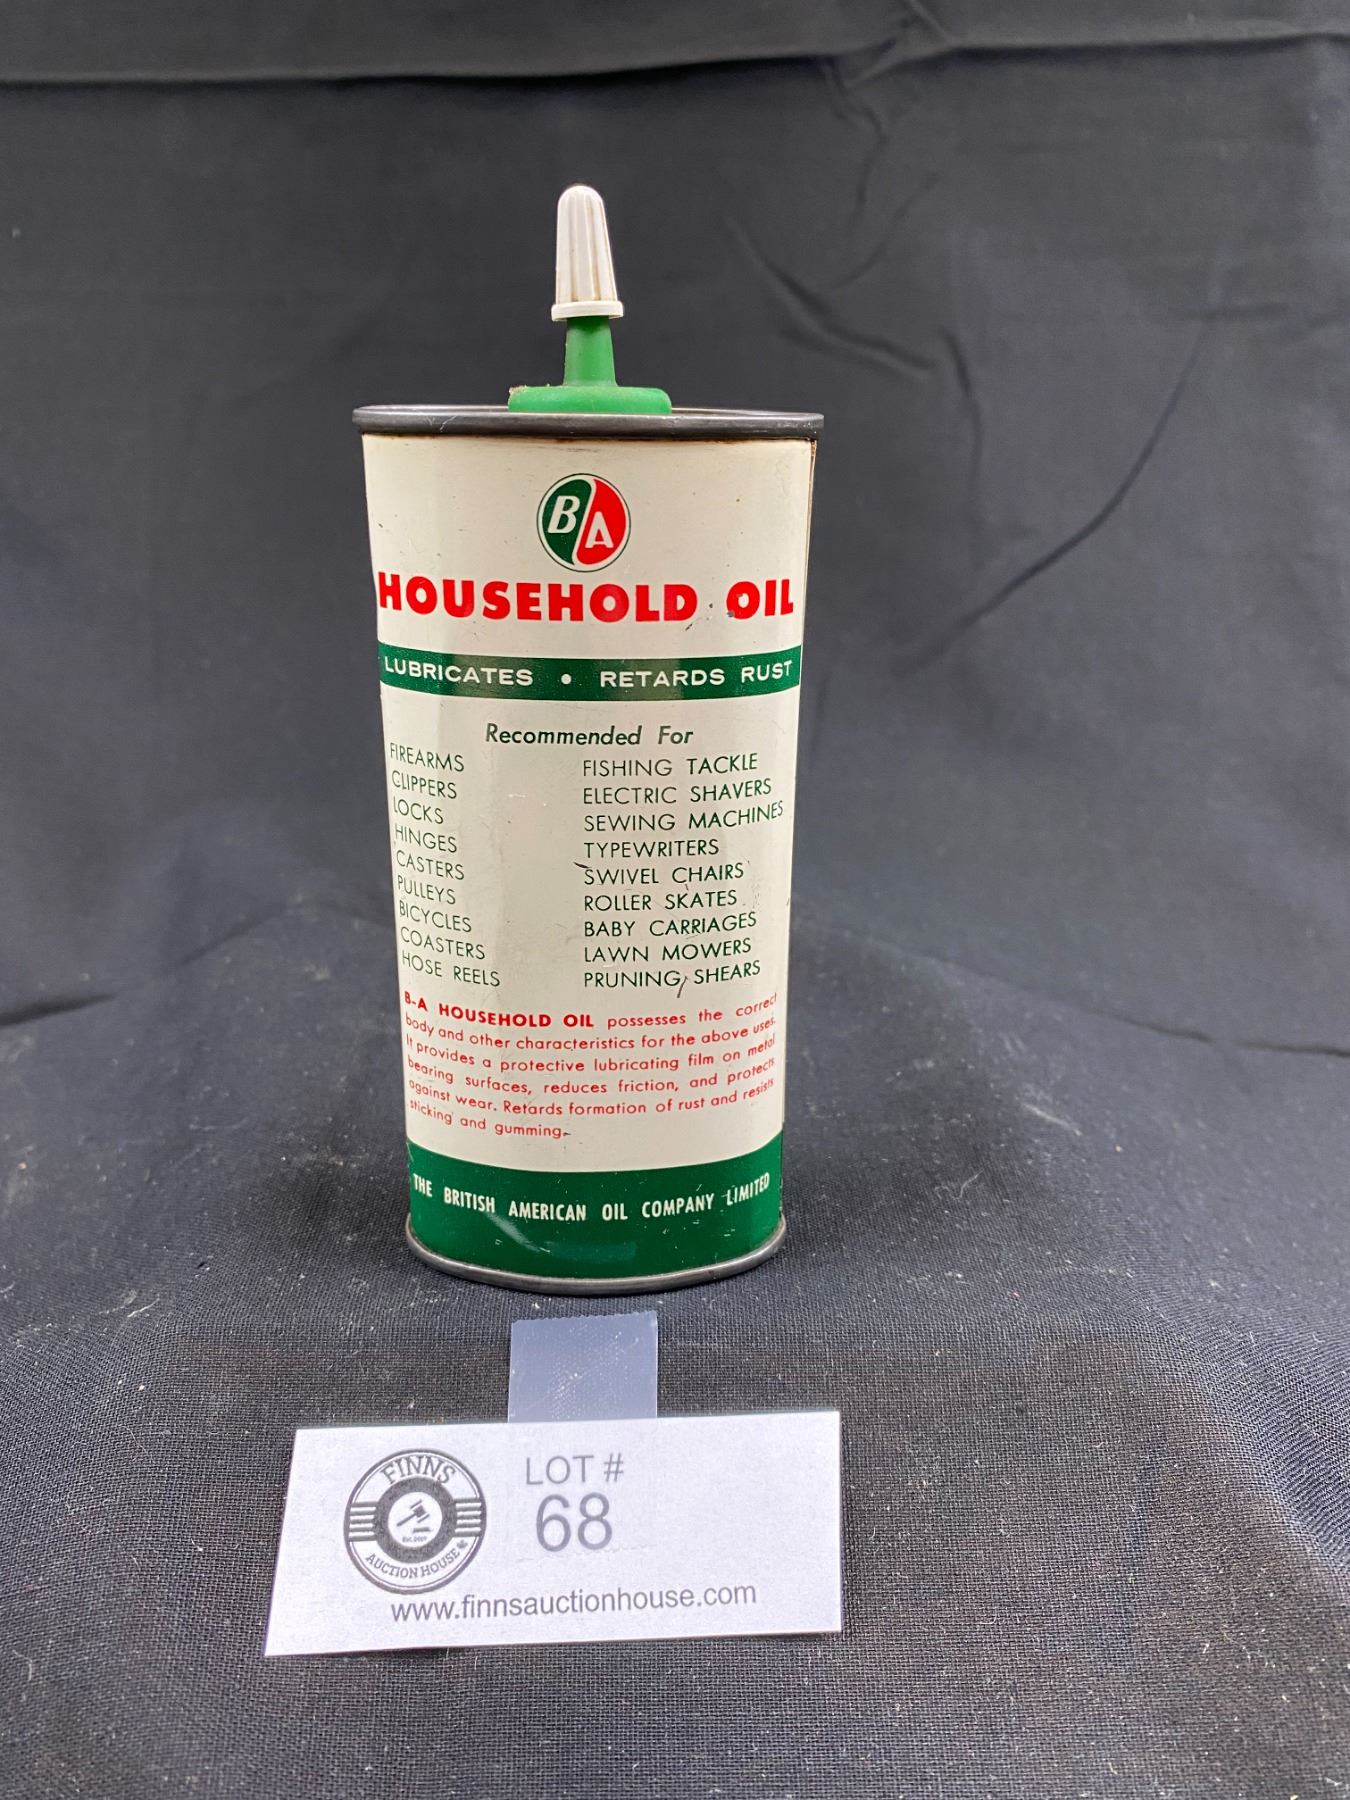 B/A
HOUSEHOLD OIL
LUBRICATES • RETARDS RUST
Recommended For
FIREARMS
CLIPPERS
LOCKS
HINGES
CASTERS
PULLEYS
BICYCLES
COASTERS
HOSE REELS
FISHING TACKLE
ELECTRIC SHAVERS
SEWING MACHINES
TYPEWRITERS
SWIVEL CHAIRS
ROLLER SKATES
BABY CARRIAGES
LAWN MOWERS
PRUNING SHEARS
B-A HOUSEHOLD OIL possesses the correct
body and other characteristics for the above uses.
It provides a protective lubricating film on metal
bearing surfaces, reduces friction, and protects
against wear. Retards formation of rust and resists
sticking and gumming.
THE BRITISH AMERICAN OIL COMPANY LIMITED
FINNS
AUCTION HOUSE
LOT #
68
www.finnsauctionhouse.com